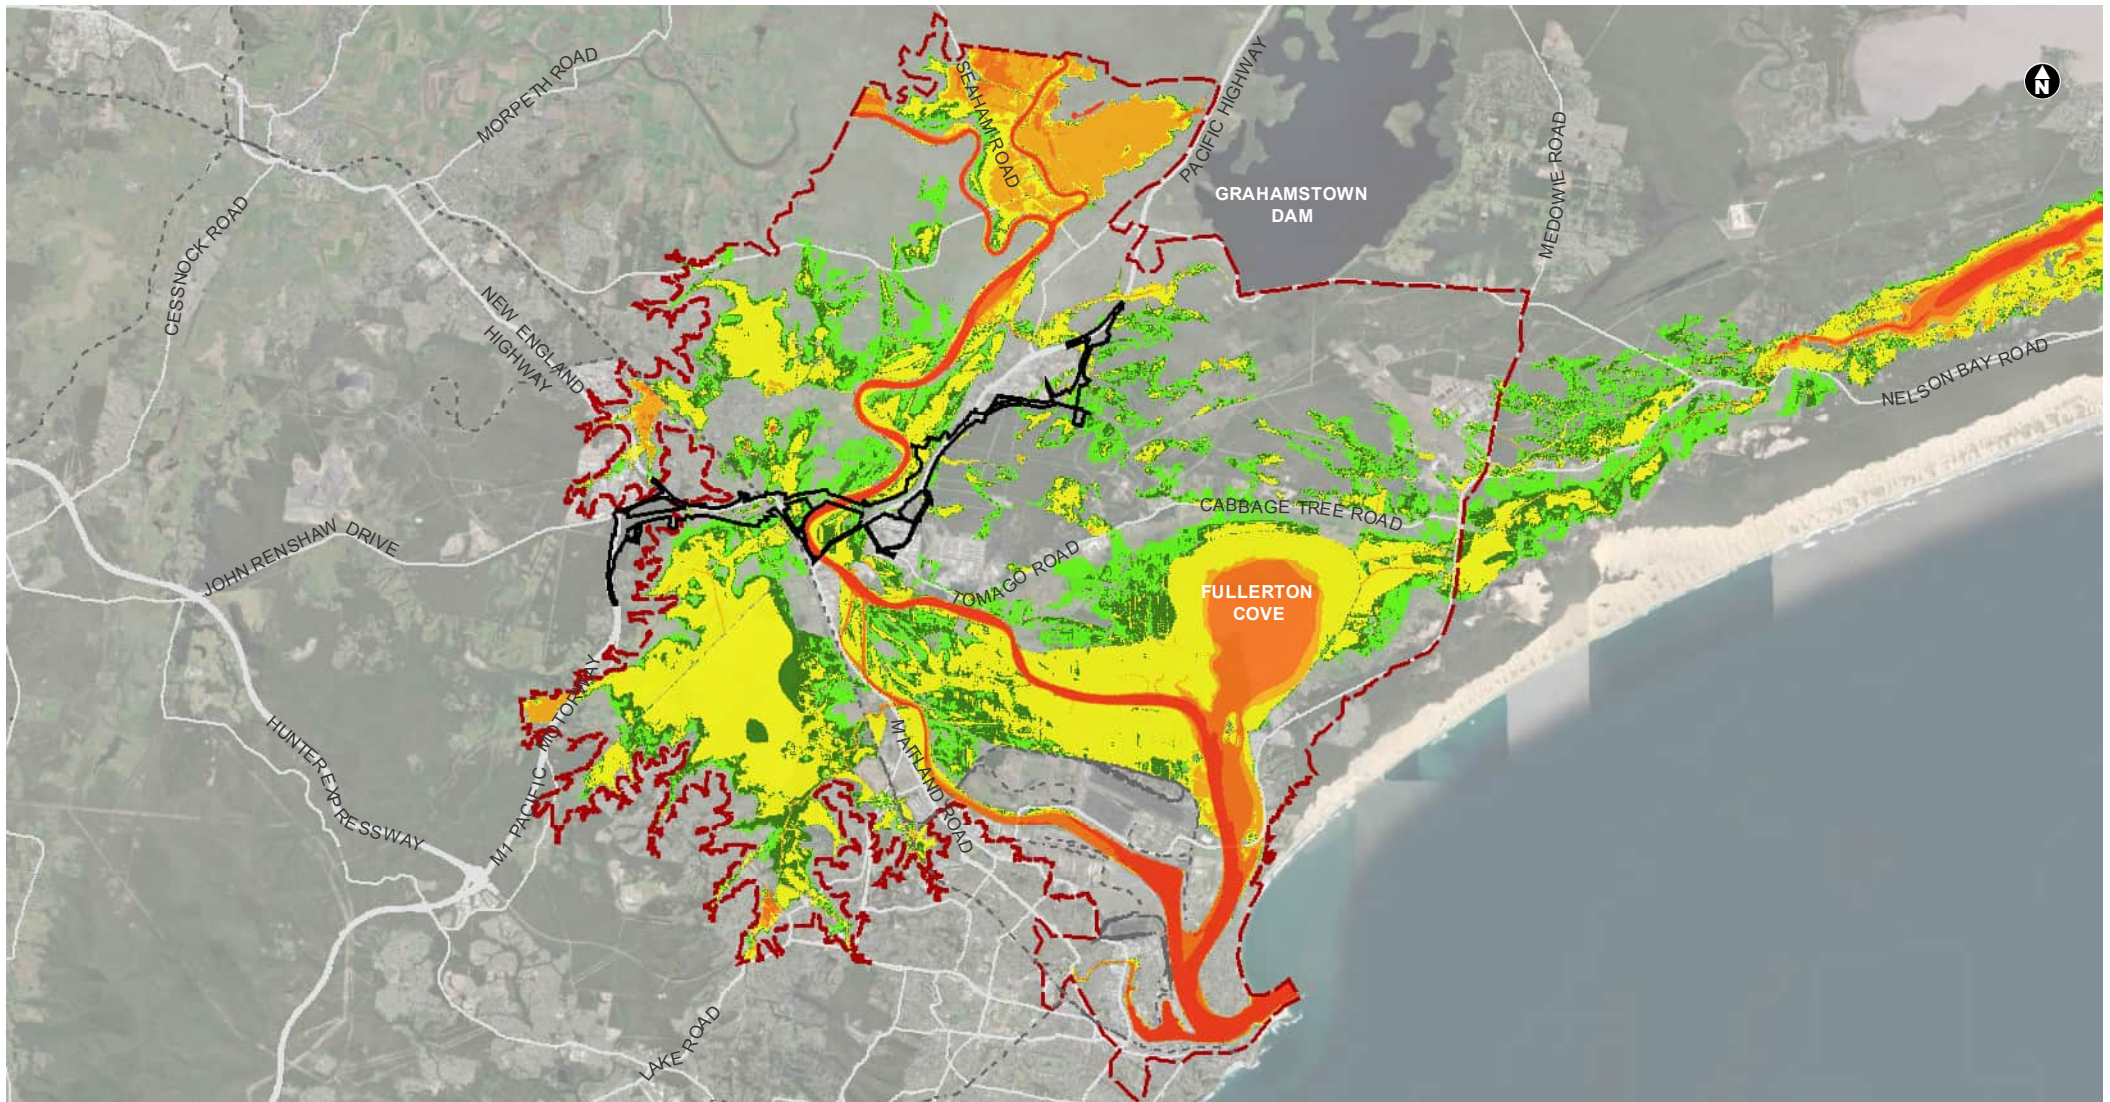 MORPETH ROAD
SEAHAM ROAD
PACIFIC HIGHWAY
N
MEDOWIE ROAD
GRAHAMSTOWN
DAM
CESSNOCK ROAD
NEW ENGLAND
HIGHWAY
NELSON BAY ROAD
CABBAGE TREE ROAD
JOHN RENSHAW DRIVE
TOMAGO ROAD
FULLERTON
COVE
M1 PACIFIC MOTORWAY
HUNTER EXPRESSWAY
MAITLAND ROAD
LAKE ROAD